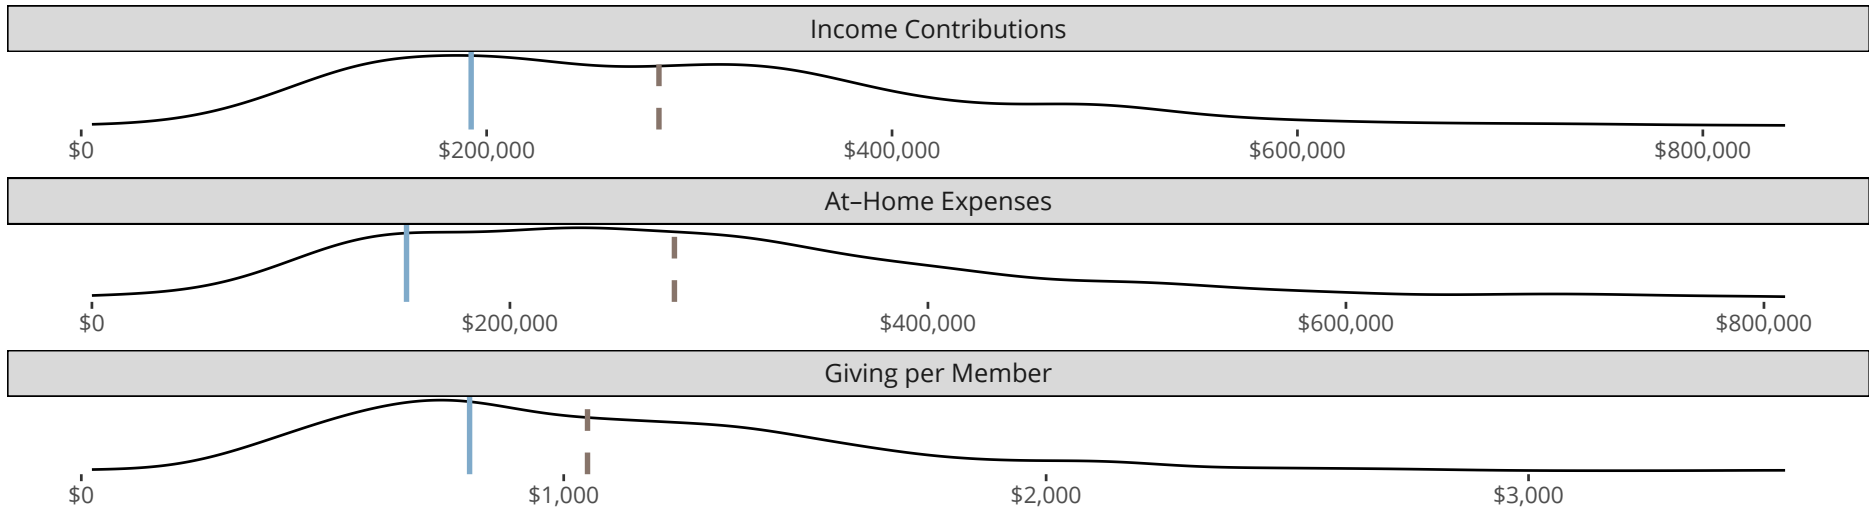 Income Contributions
$0 $200,000 $400,000 $600,000 $800,000
At–Home Expenses
$0 $200,000 $400,000 $600,000 $800,000
Giving per Member
$0 $1,000 $2,000 $3,000